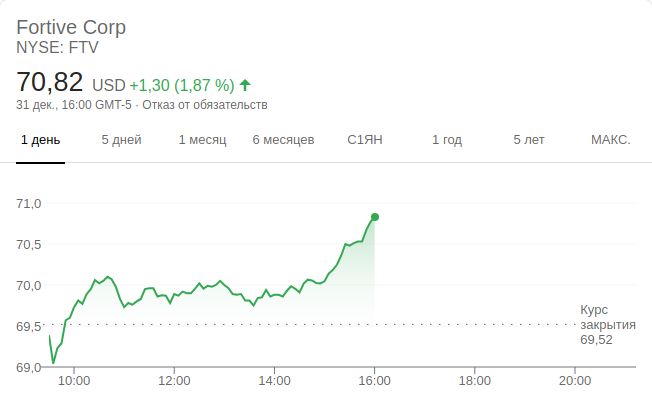 Fortive Corp
NYSE: FTV
70,82 USD +1,30 (1,87 %)
31 дек., 16:00 GMT-5 · Отказ от обязательств
1 день 5 дней 1 месяц 6 месяцев С1ЯН 1 год 5 лет МАКС.
71,0
70,5
70,0
69,5
69,0
Курс
закрытия
69,52
10:00 12:00 14:00 16:00 18:00 20:00